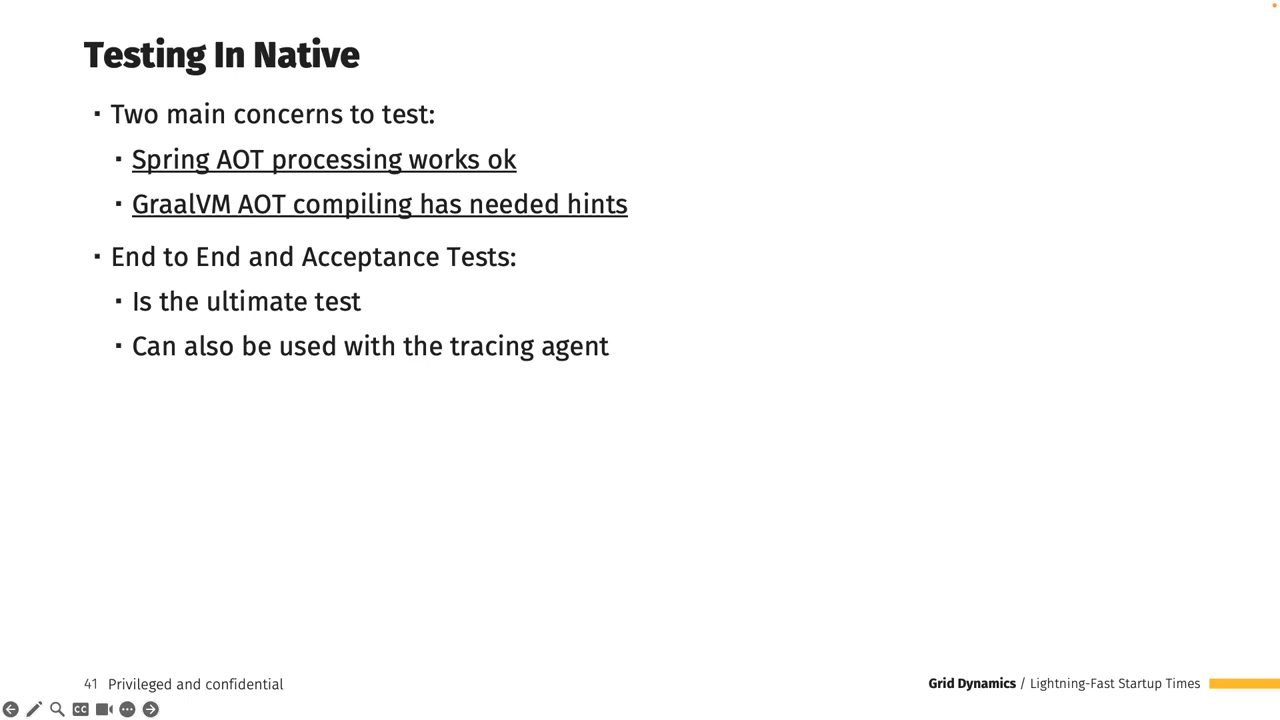 Testing In Native
▪ Two main concerns to test:
▪ Spring AOT processing works ok
▪ GraalVM AOT compiling has needed hints
▪ End to End and Acceptance Tests:
▪ Is the ultimate test
▪ Can also be used with the tracing agent
41 Privileged and confidential
Grid Dynamics / Lightning-Fast Startup Times
CC